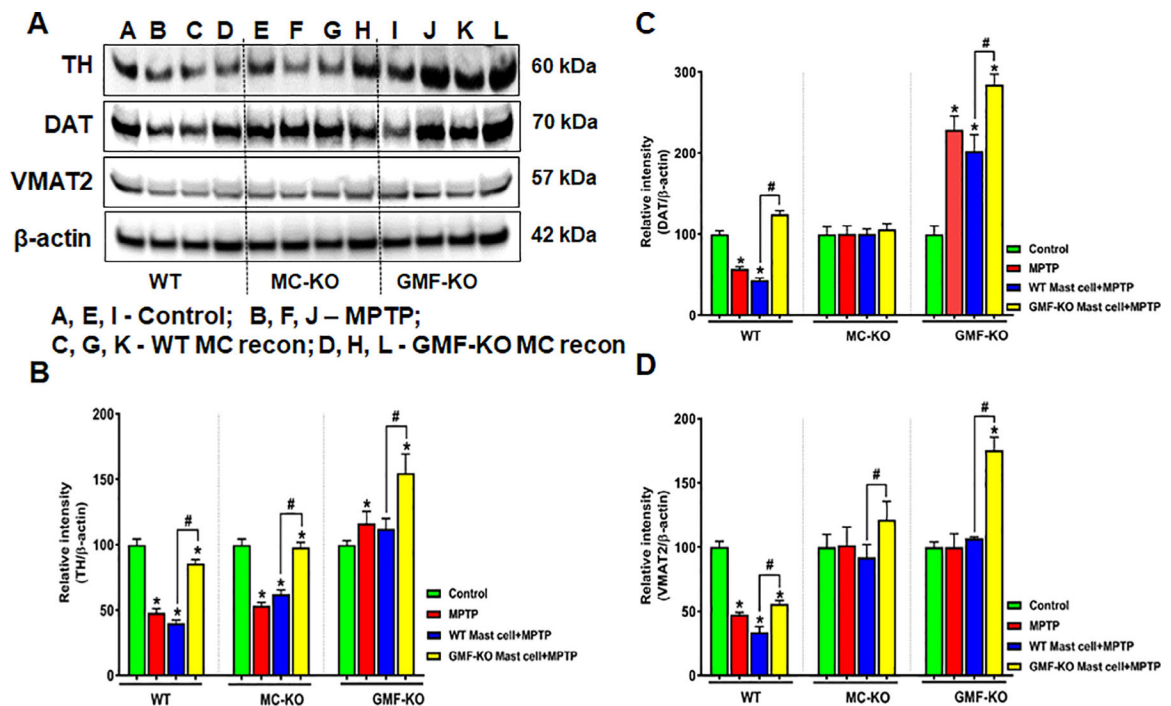 A
A B C D E F G H I J K L
TH
60 kDa
DAT
70 kDa
VMAT2
57 kDa
β-actin
42 kDa
WT MC-KO GMF-KO
A, E, I - Control; B, F, J – MPTP;
C, G, K - WT MC recon; D, H, L - GMF-KO MC recon
B
Relative intensity
(TH/β-actin)
200
150
100
50
0
* * # *
* * # *
* # *
WT MC-KO GMF-KO
Control
MPTP
WT Mast cell+MPTP
GMF-KO Mast cell+MPTP
C
Relative intensity
(DAT/β-actin)
300
200
100
0
* * #
* * # *
WT MC-KO GMF-KO
Control
MPTP
WT Mast cell+MPTP
GMF-KO Mast cell+MPTP
D
Relative intensity
(VMAT2/β-actin)
200
150
100
50
0
* * # *
#
# *
WT MC-KO GMF-KO
Control
MPTP
WT Mast cell+MPTP
GMF-KO Mast cell+MPTP